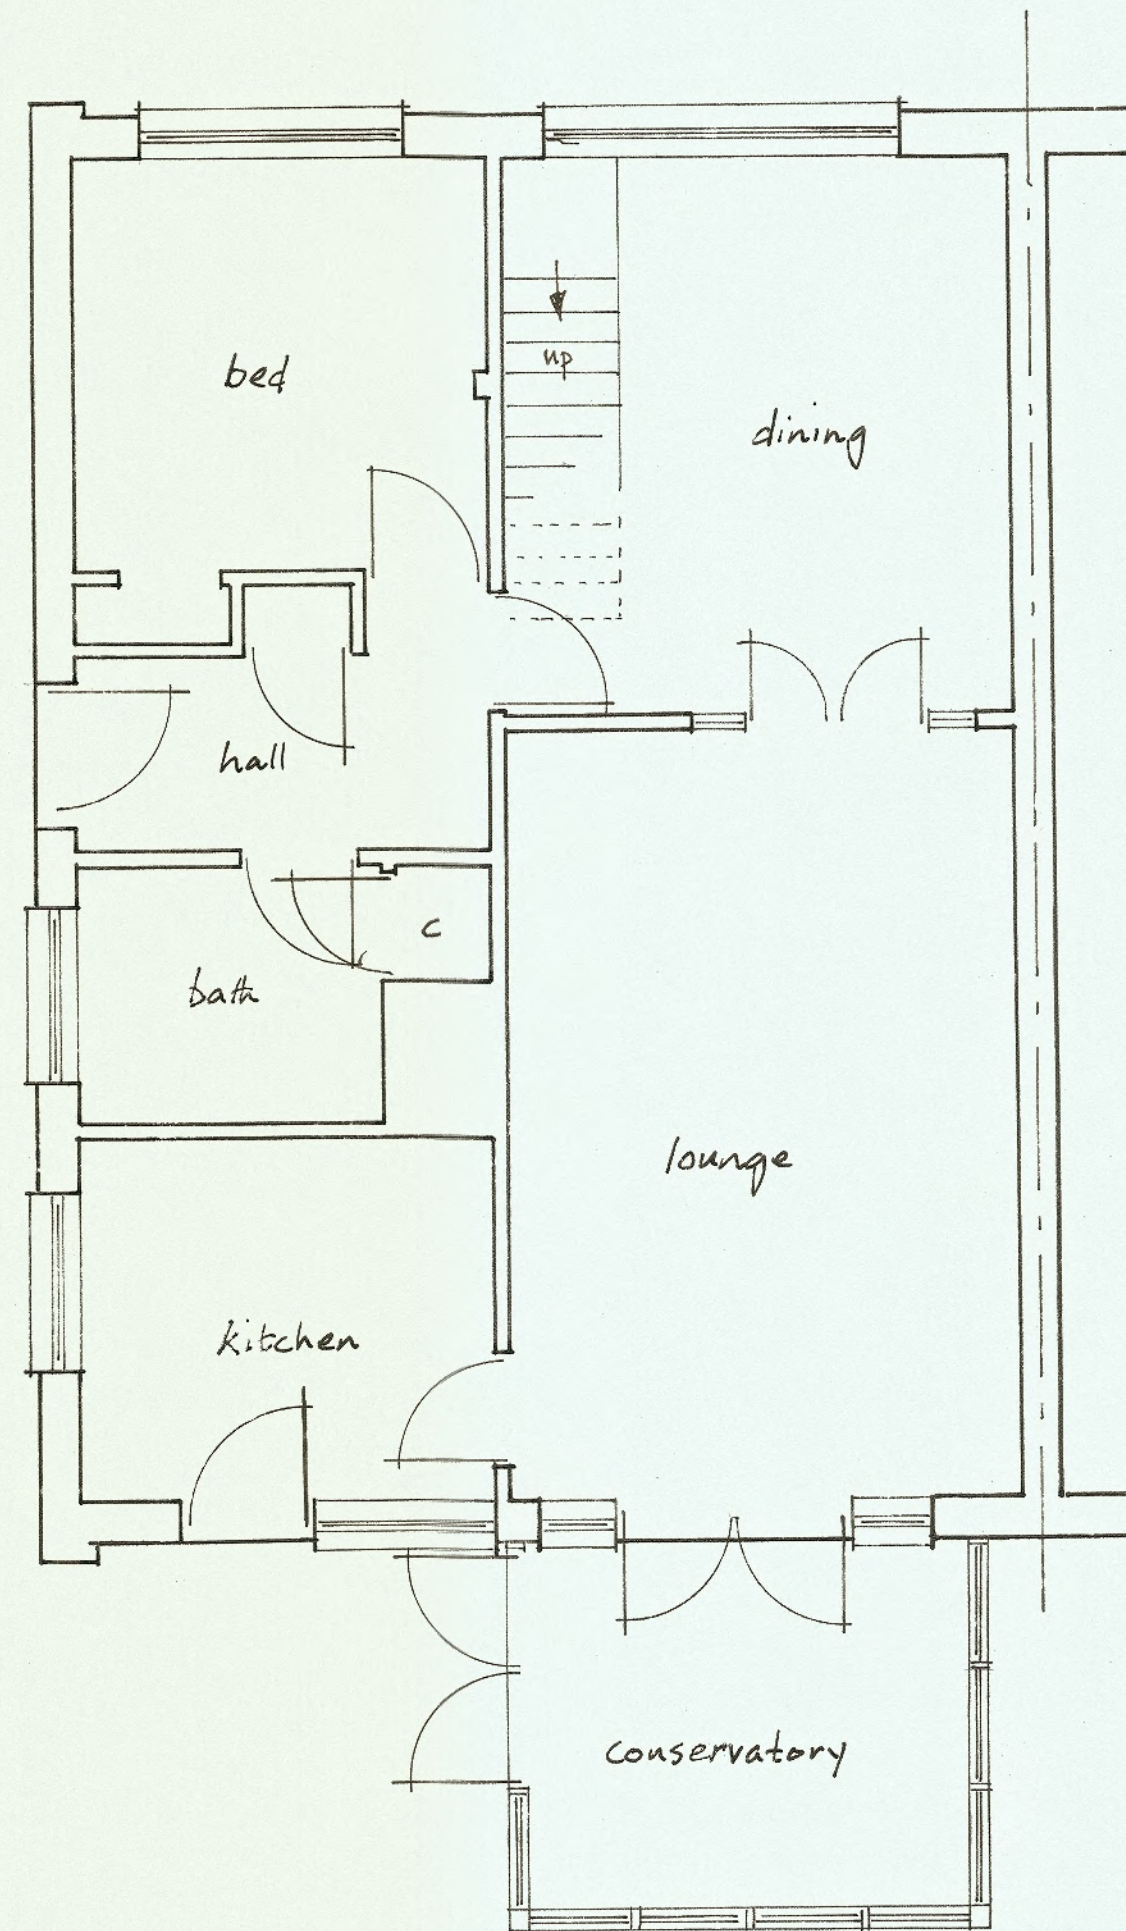 bed
up
dining
hall
c
bath
lounge
kitchen
conservatory